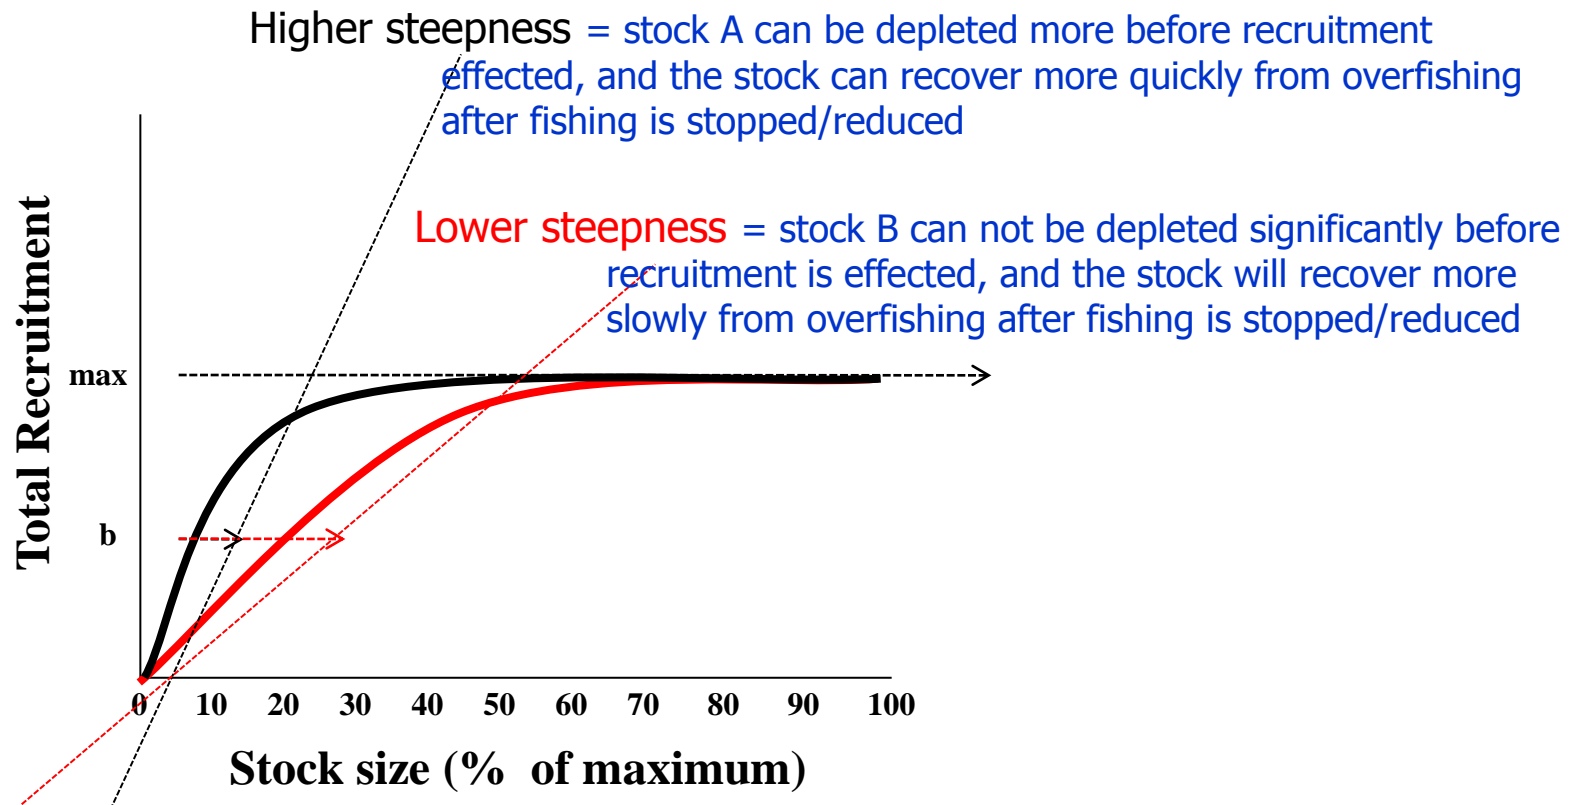 Higher steepness = stock A can be depleted more before recruitment
effected, and the stock can recover more quickly from overfishing
after fishing is stopped/reduced
Lower steepness = stock B can not be depleted significantly before
recruitment is effected, and the stock will recover more
slowly from overfishing after fishing is stopped/reduced
Total Recruitment
max
b
0 10 20 30 40 50 60 70 80 90 100
Stock size (% of maximum)